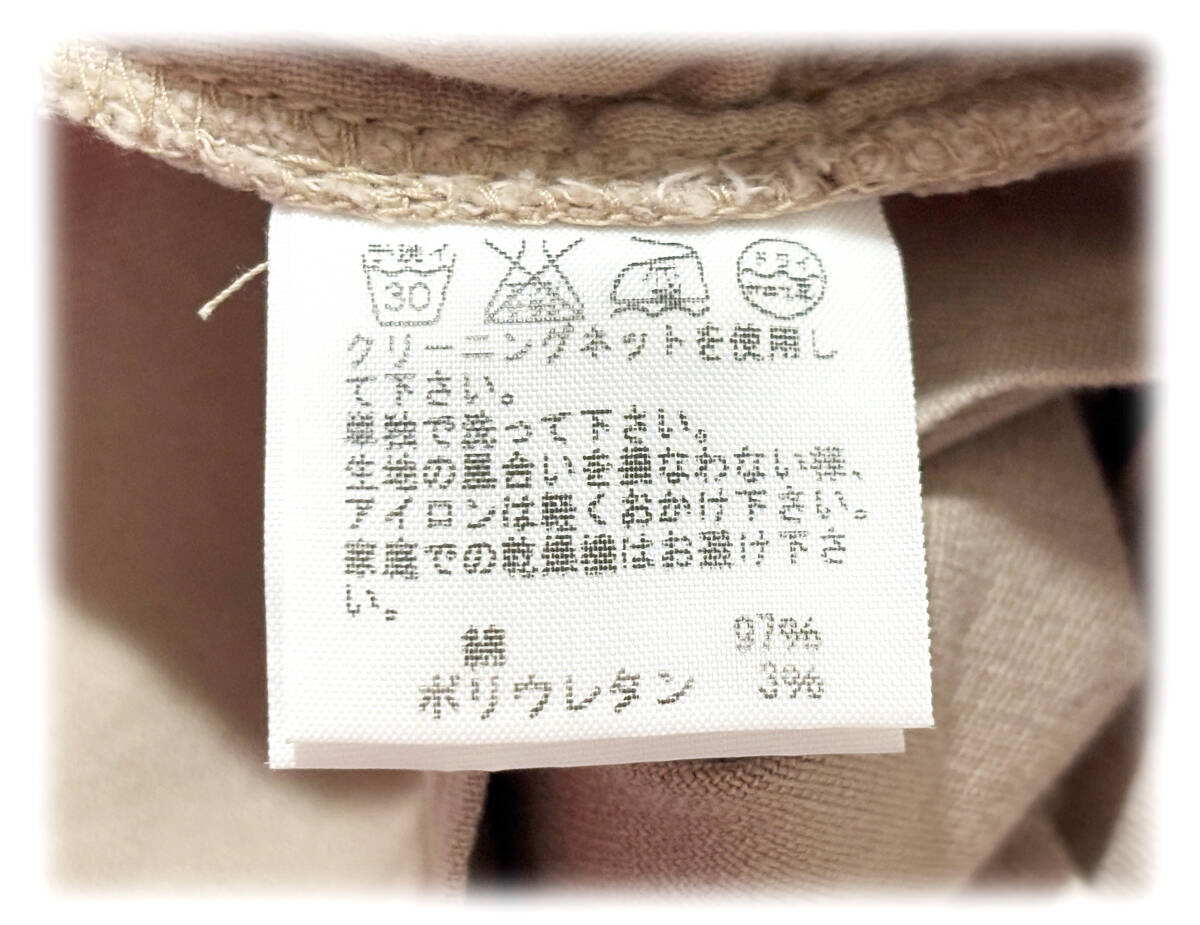 手洗イ
30
ドライ
クリーニングネットを使用し
て下さい。
単独で洗って下さい。
生地の風合いを損なわない様、
アイロンは軽くおかけ下さい。
家庭での乾燥機はお避け下さ
い。
綿 97%
ポリウレタン 3%